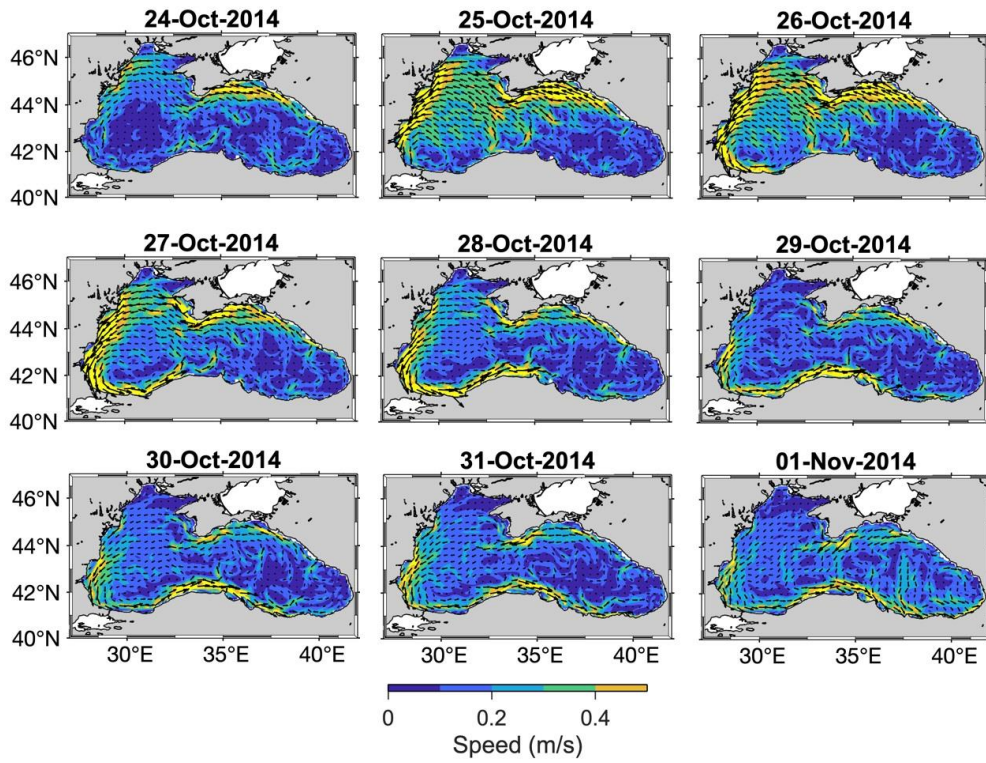 24-Oct-2014 25-Oct-2014 26-Oct-2014
46°N
44°N
42°N
40°N
27-Oct-2014 28-Oct-2014 29-Oct-2014
46°N
44°N
42°N
40°N
30-Oct-2014 31-Oct-2014 01-Nov-2014
46°N
44°N
42°N
40°N
30°E 35°E 40°E 30°E 35°E 40°E 30°E 35°E 40°E
0 0.2 0.4
Speed (m/s)